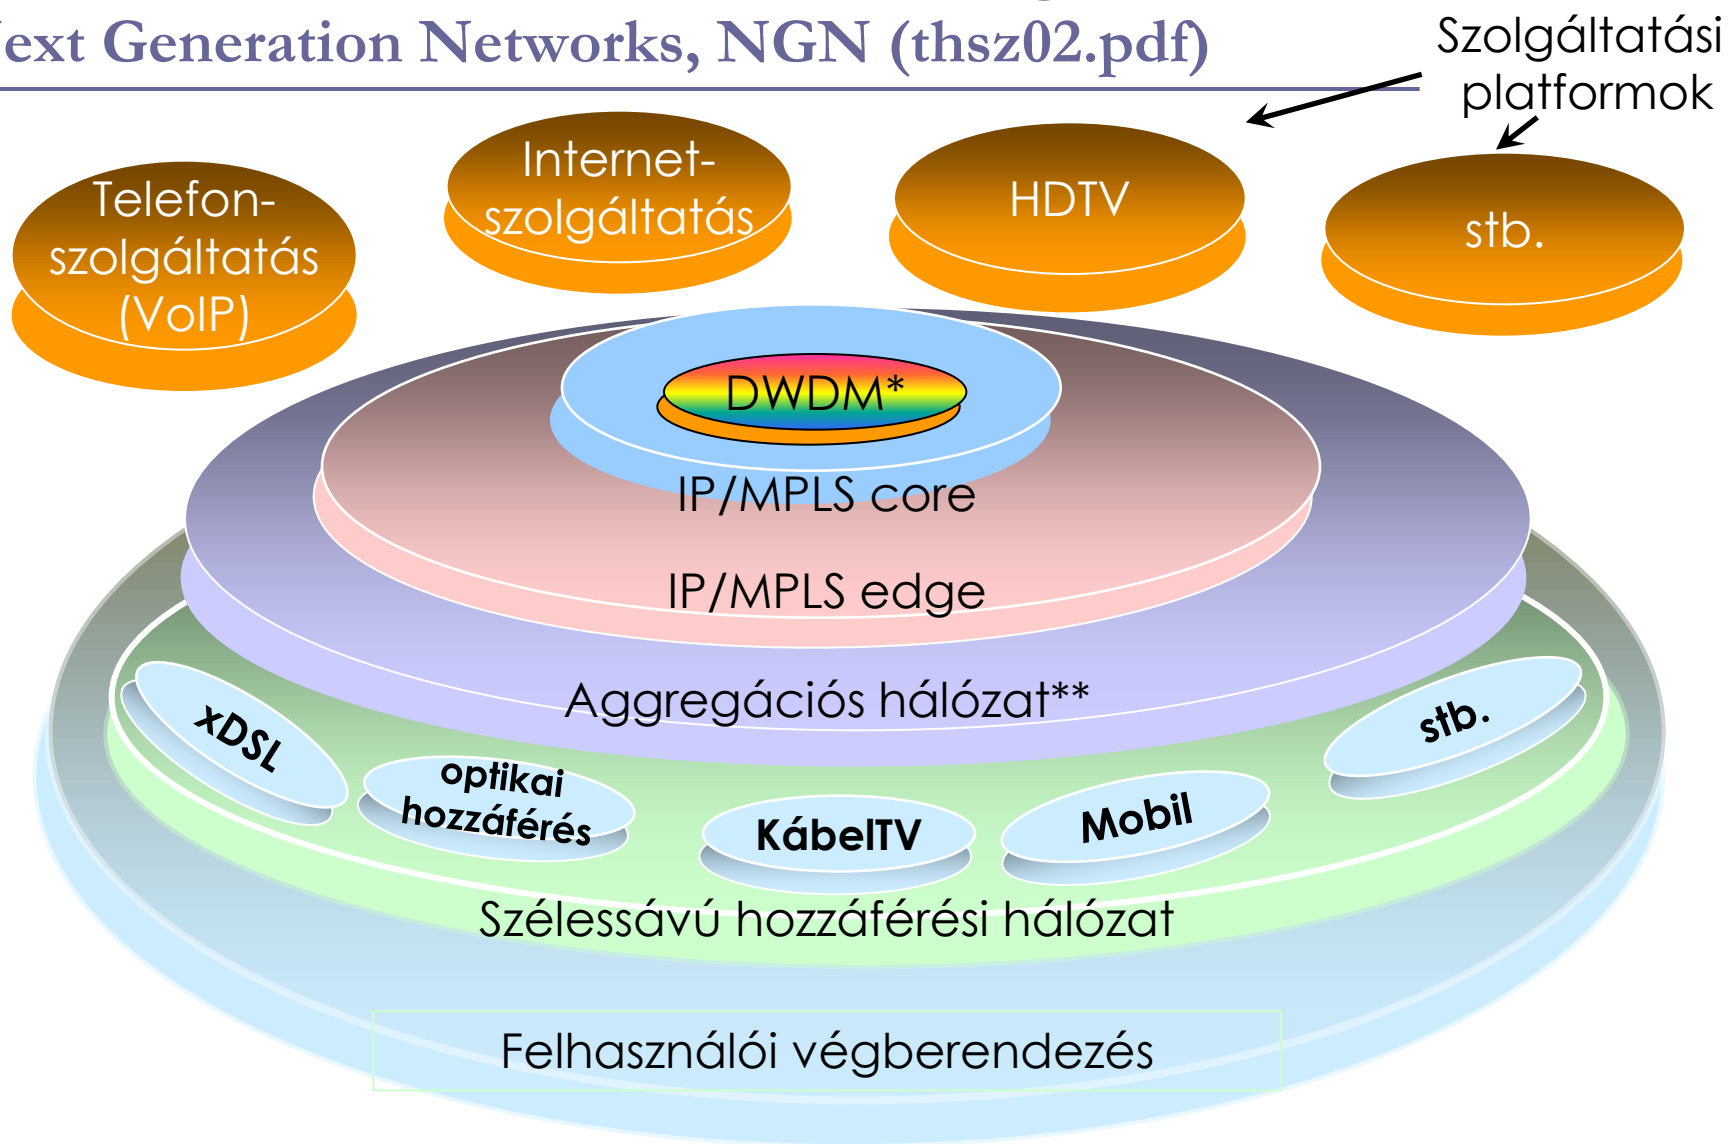 Next Generation Networks, NGN (thsz02.pdf)
Szolgáltatási
platformok
Telefon-
szolgáltatás
(VoIP)
Internet-
szolgáltatás
HDTV
stb.
DWDM*
IP/MPLS core
IP/MPLS edge
Aggregációs hálózat**
xDSL
optikai
hozzáférés
KábelTV
Mobil
stb.
Szélessávú hozzáférési hálózat
Felhasználói végberendezés